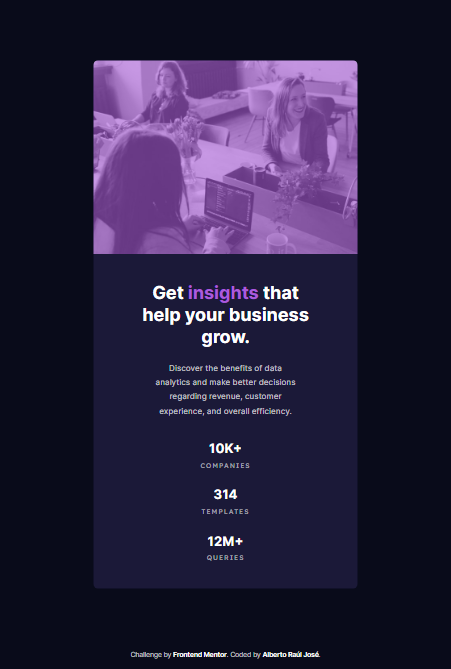 Get insights that
help your business
grow.
Discover the benefits of data
analytics and make better decisions
regarding revenue, customer
experience, and overall efficiency.
10K+
COMPANIES
314
TEMPLATES
12M+
QUERIES
Challenge by Frontend Mentor. Coded by Alberto Raúl José.